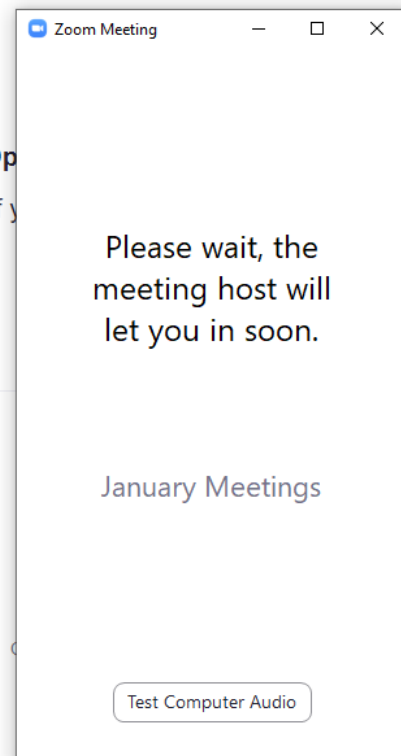 Zoom Meeting
Please wait, the
meeting host will
let you in soon.
January Meetings
Test Computer Audio